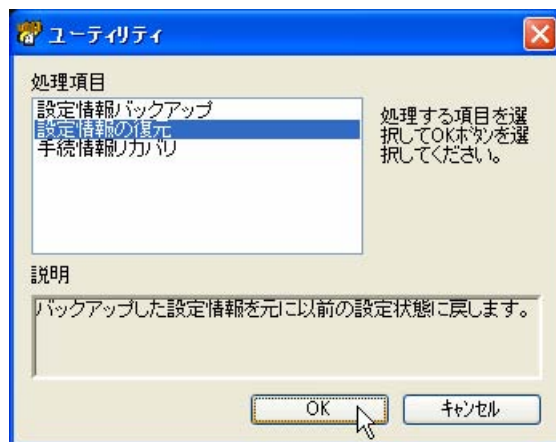 ユーティリティ
処理項目
設定情報バックアップ
設定情報の復元
手続情報リカバリ
処理する項目を選
択してOKボタンを選
択してください。
説明
バックアップした設定情報を元に以前の設定状態に戻します。
OK
キャンセル